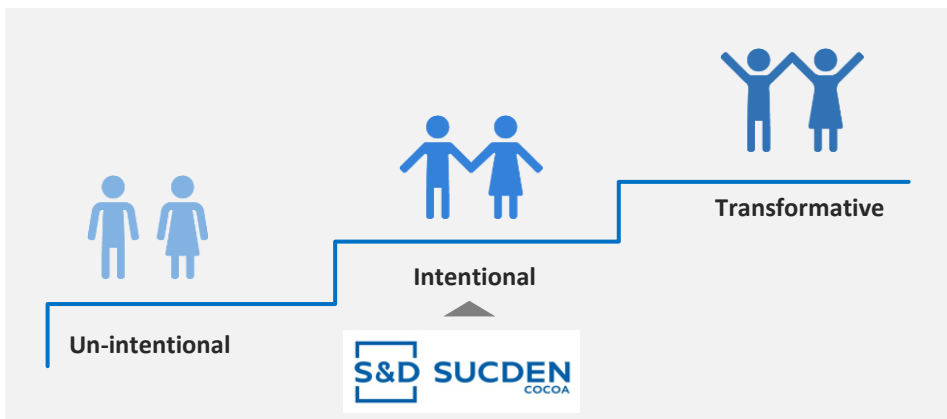 Transformative
Intentional
Un-intentional
S&D SUCDEN
COCOA